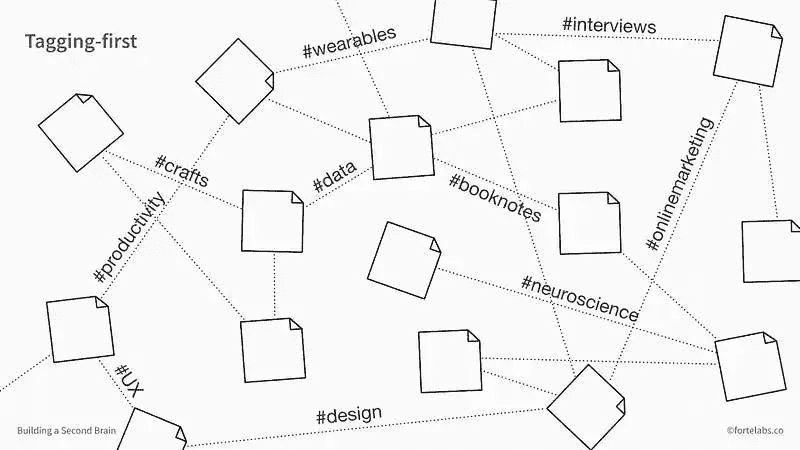 Tagging-first
#wearables
#interviews
#crafts
#data
#booknotes
#onlinemarketing
#productivity
#neuroscience
#UX
#design
Building a Second Brain
©fortelabs.co